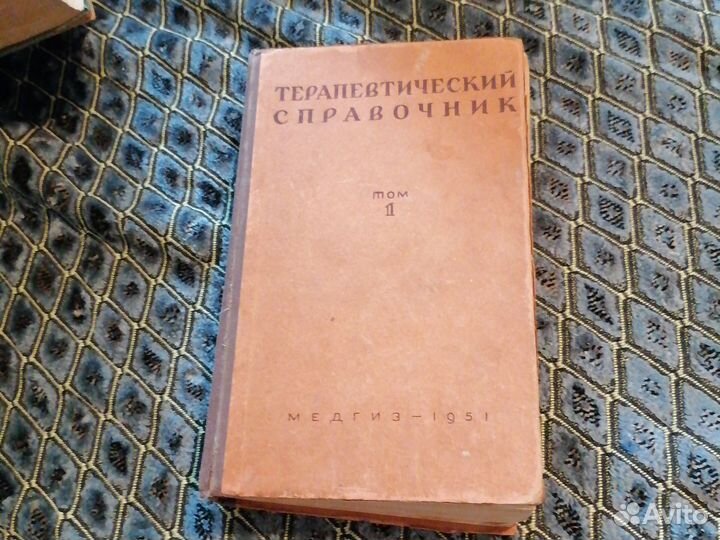 ТЕРАПЕВТИЧЕСКИЙ
СПРАВОЧНИК
том
1
МЕДГИЗ — 1951
Avito